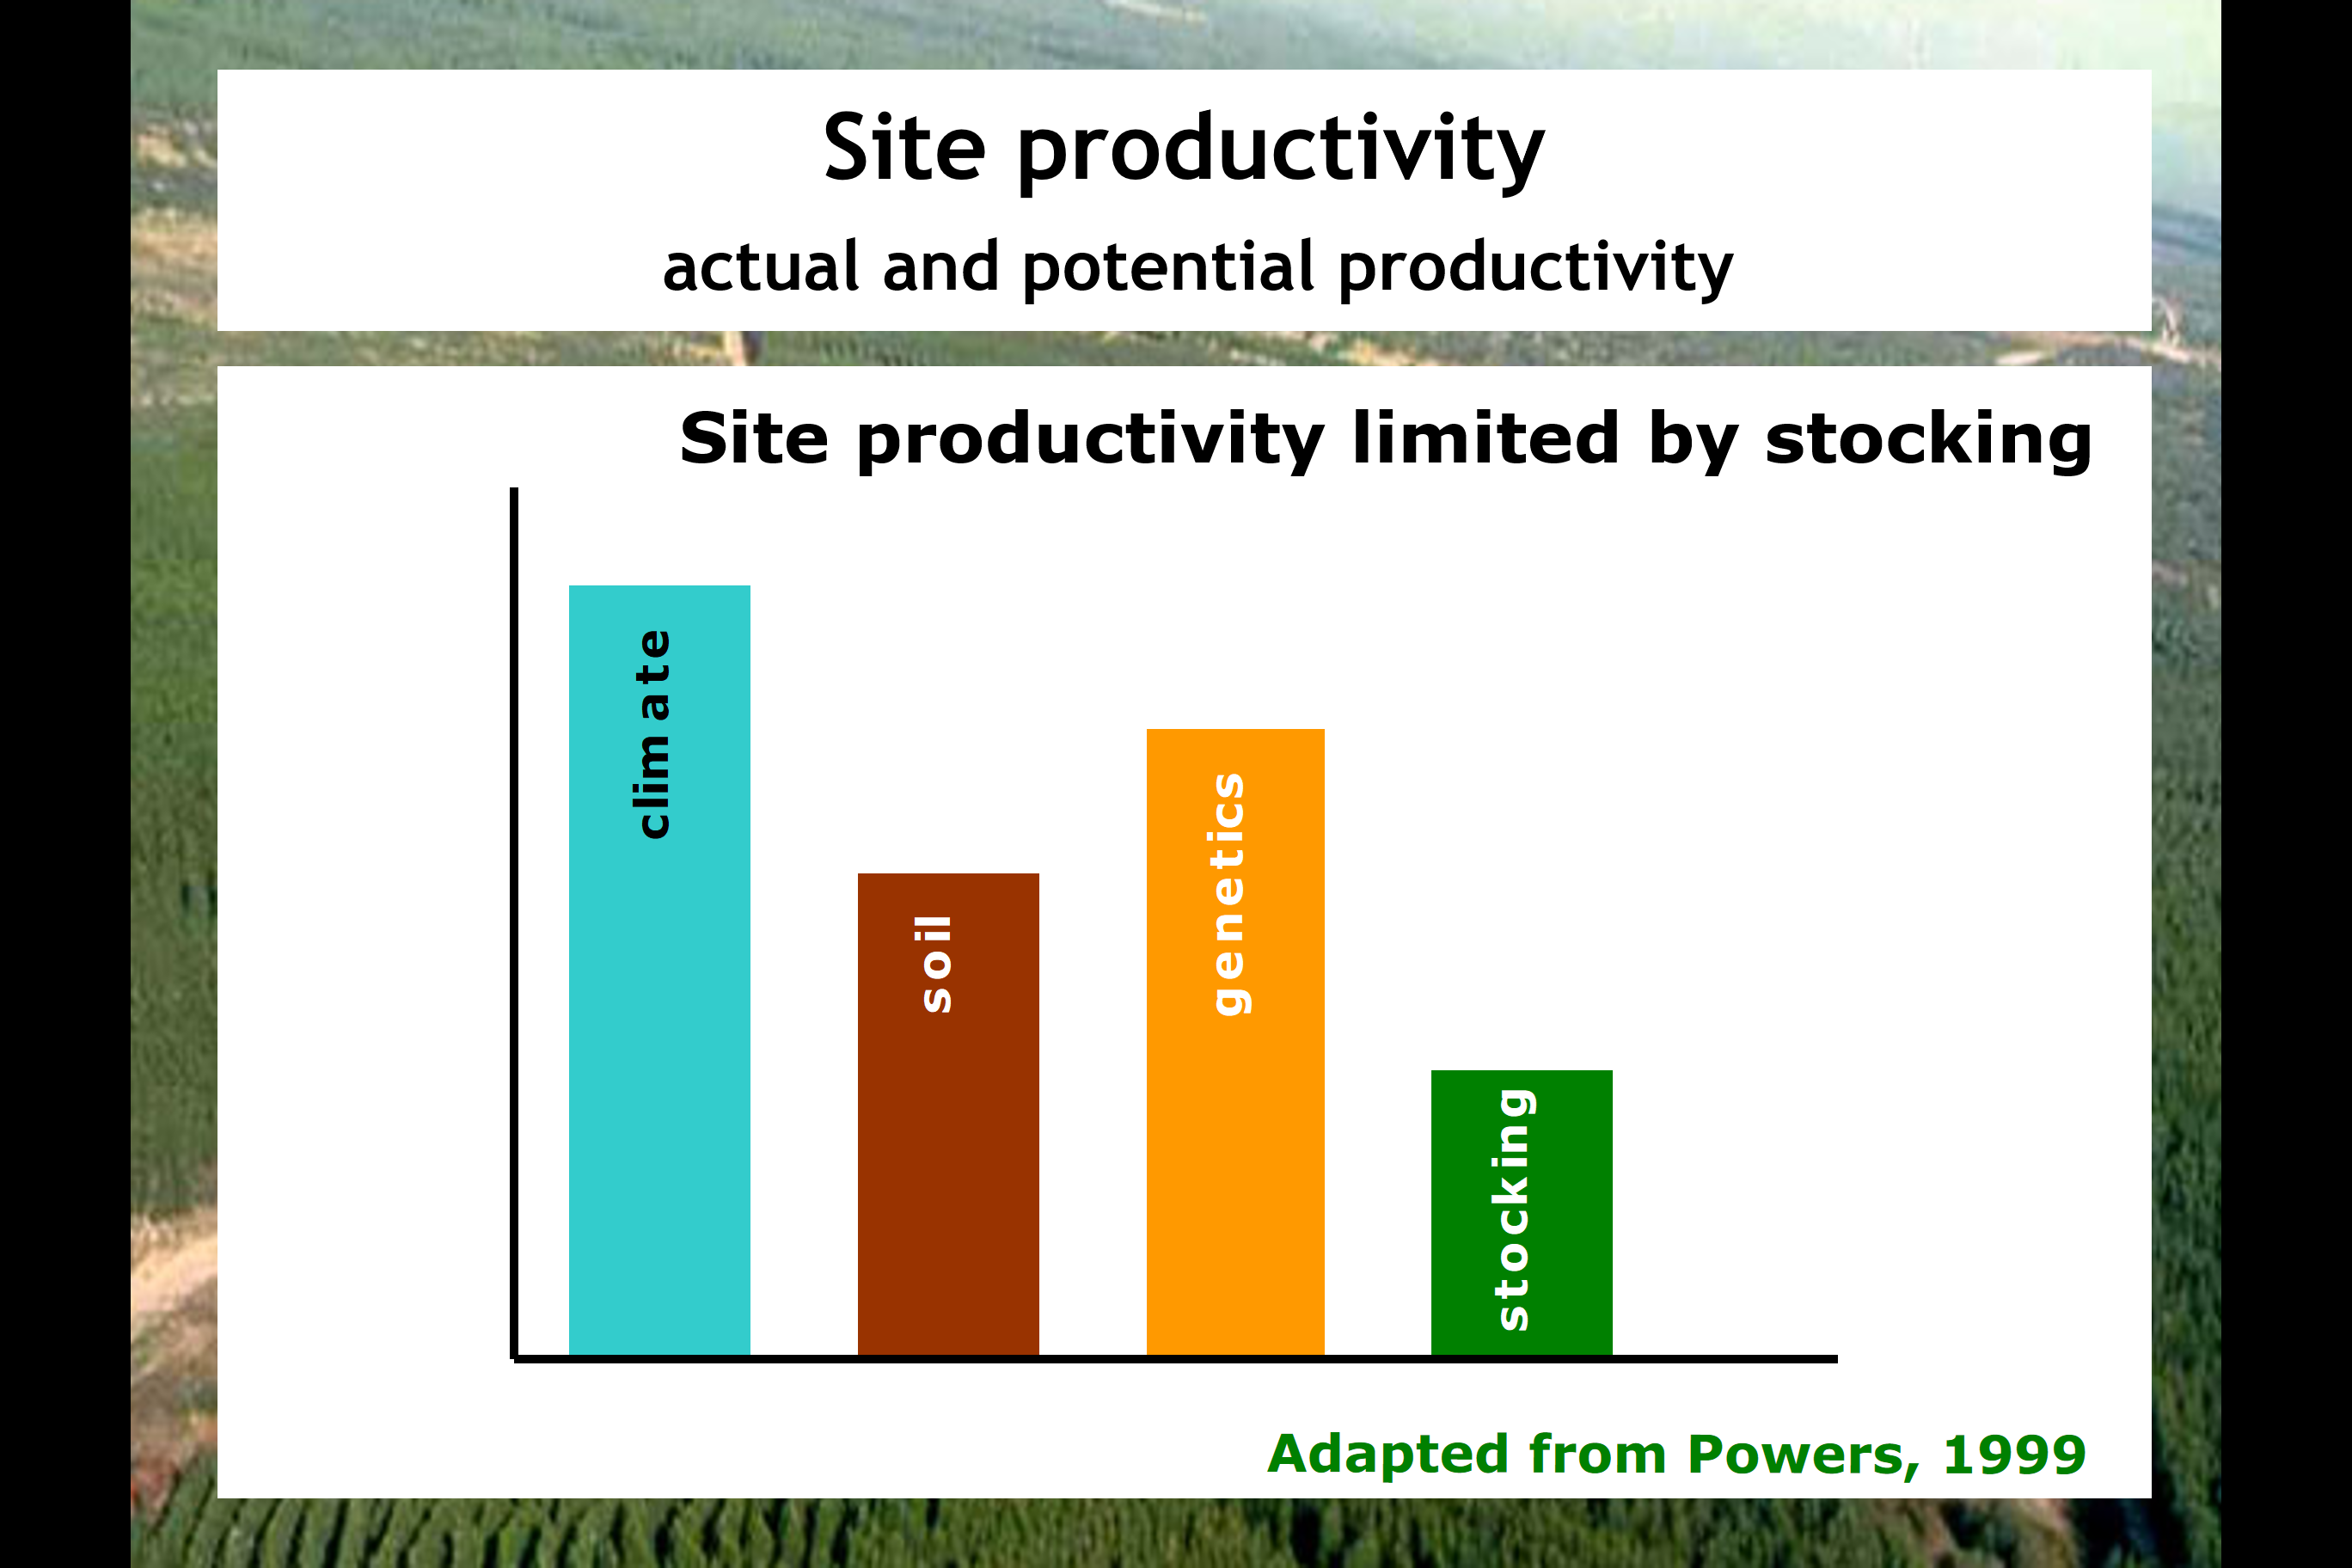 Site productivity
actual and potential productivity
Site productivity limited by stocking
climate
soil
genetics
stocking
Adapted from Powers, 1999